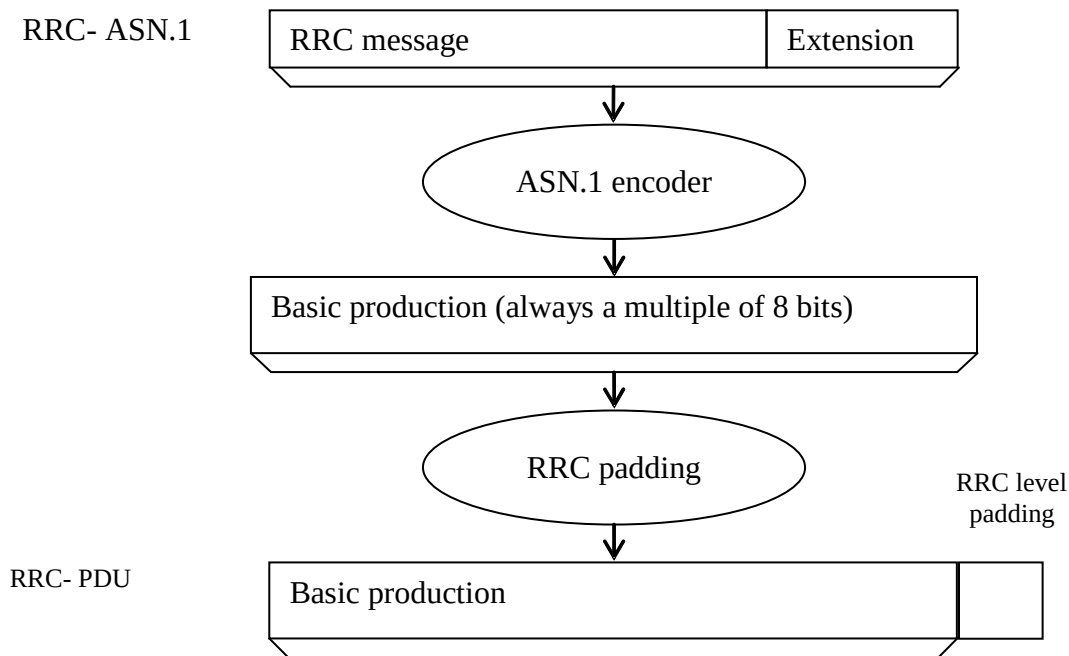 RRC- ASN.1
RRC message
Extension
ASN.1 encoder
Basic production (always a multiple of 8 bits)
RRC padding
RRC level
padding
RRC- PDU
Basic production